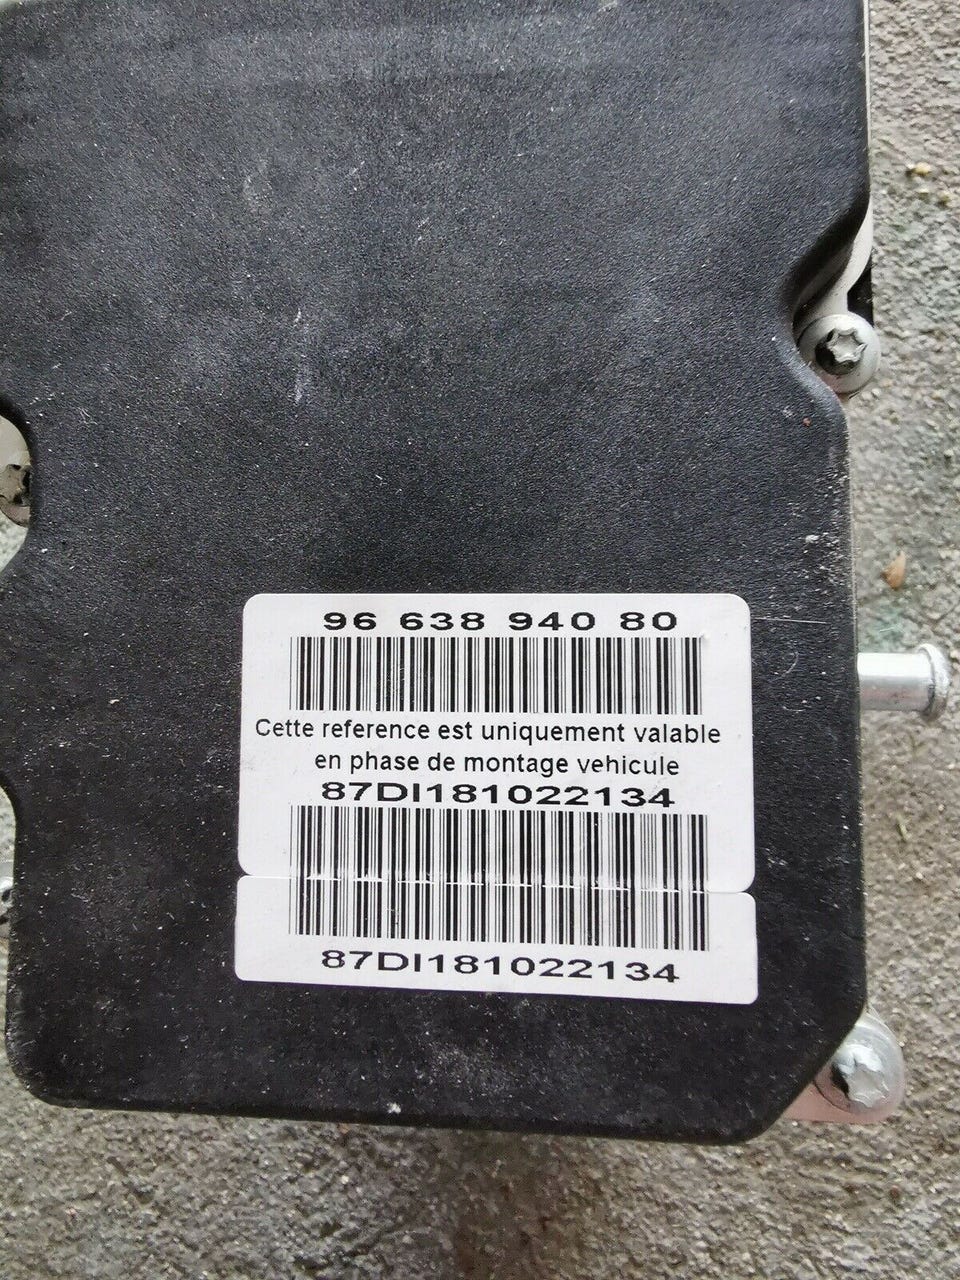 96 638 940 80
Cette reference est uniquement valable
en phase de montage vehicule
87DI181022134
87DI181022134